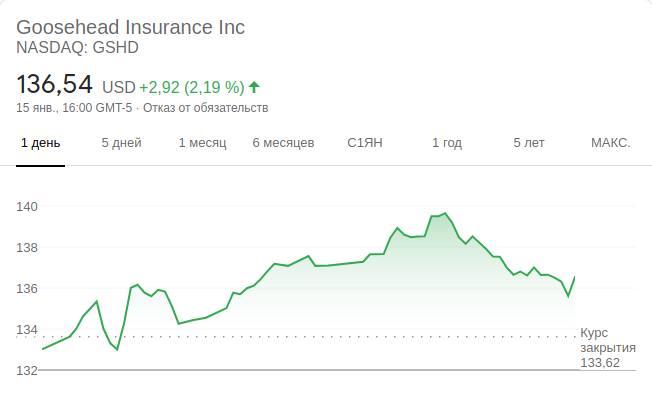 Goosehead Insurance Inc
NASDAQ: GSHD
136,54 USD +2,92 (2,19 %)
15 янв., 16:00 GMT-5 · Отказ от обязательств
1 день 5 дней 1 месяц 6 месяцев С1ЯН 1 год 5 лет МАКС.
140
138
136
134
132
Курс
закрытия
133,62